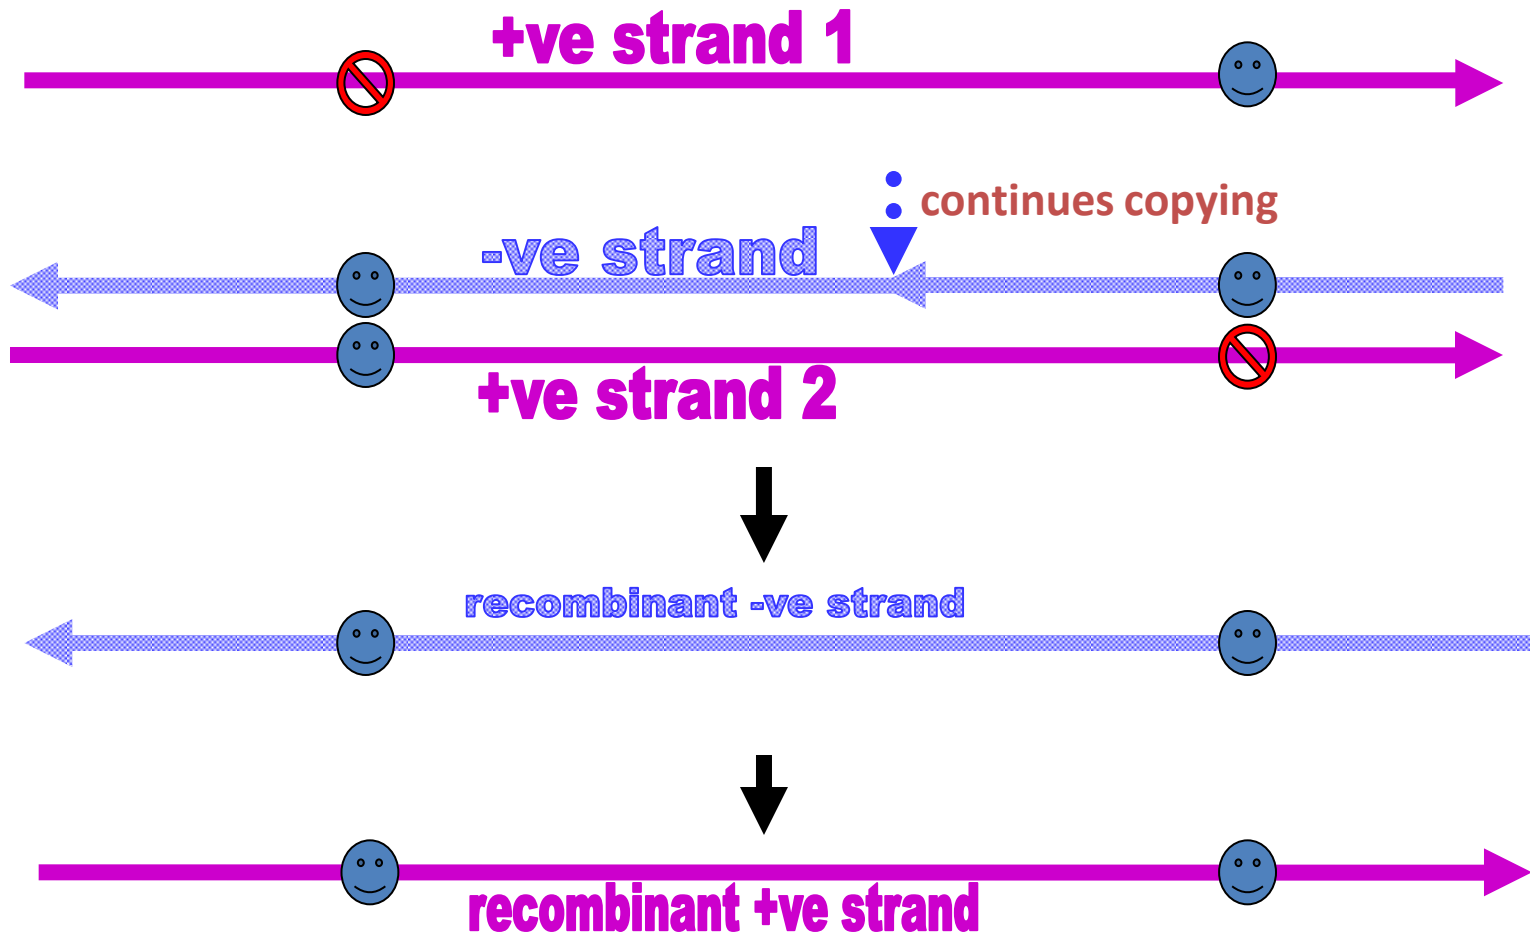 +ve strand 1
continues copying
-ve strand
+ve strand 2
recombinant -ve strand
recombinant +ve strand